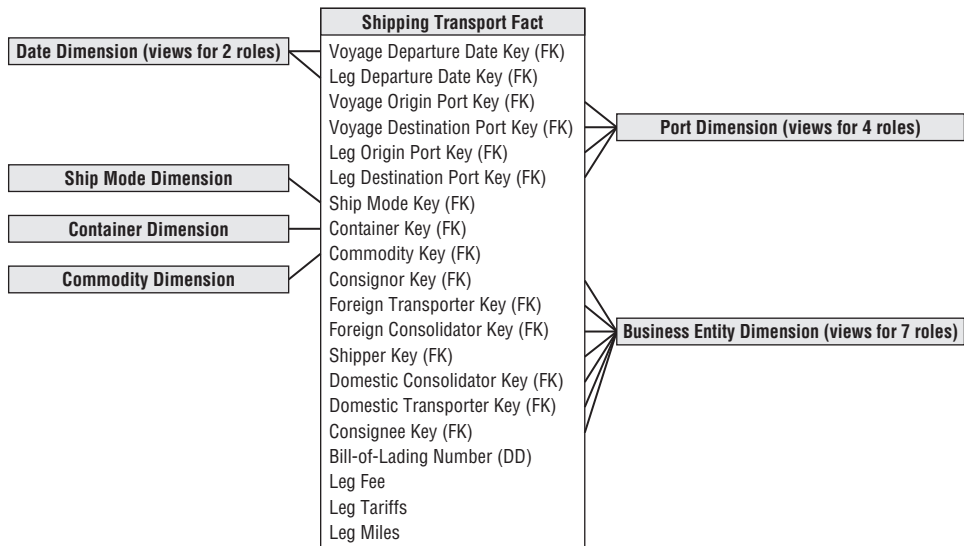 Shipping Transport Fact
Voyage Departure Date Key (FK)
Leg Departure Date Key (FK)
Voyage Origin Port Key (FK)
Voyage Destination Port Key (FK)
Leg Origin Port Key (FK)
Leg Destination Port Key (FK)
Ship Mode Key (FK)
Container Key (FK)
Commodity Key (FK)
Consignor Key (FK)
Foreign Transporter Key (FK)
Foreign Consolidator Key (FK)
Shipper Key (FK)
Domestic Consolidator Key (FK)
Domestic Transporter Key (FK)
Consignee Key (FK)
Bill-of-Lading Number (DD)
Leg Fee
Leg Tariffs
Leg Miles
Date Dimension (views for 2 roles)
Ship Mode Dimension
Container Dimension
Commodity Dimension
Port Dimension (views for 4 roles)
Business Entity Dimension (views for 7 roles)